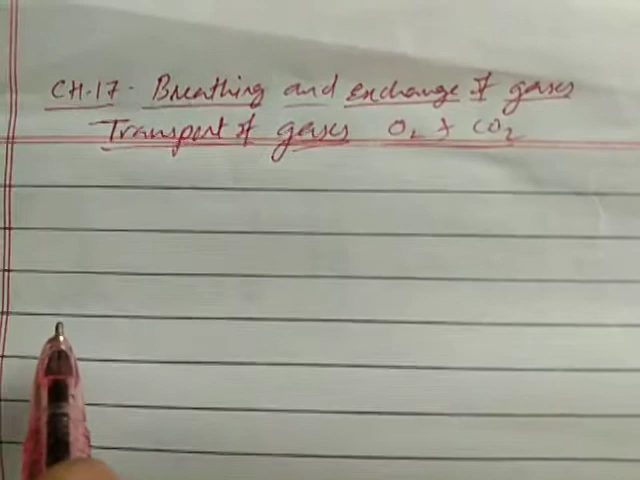 CH.17. Breathing and exchange of gases
Transport of gases O2 & CO2